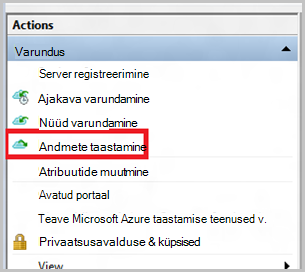 Actions
Varundus
Server registreerimine
Ajakava varundamine
Nüüd varundamine
Andmete taastamine
Atribuutide muutmine
Avatud portaal
Teave Microsoft Azure taastamise teenused v.
Privaatsusavalduse & küpsised
View